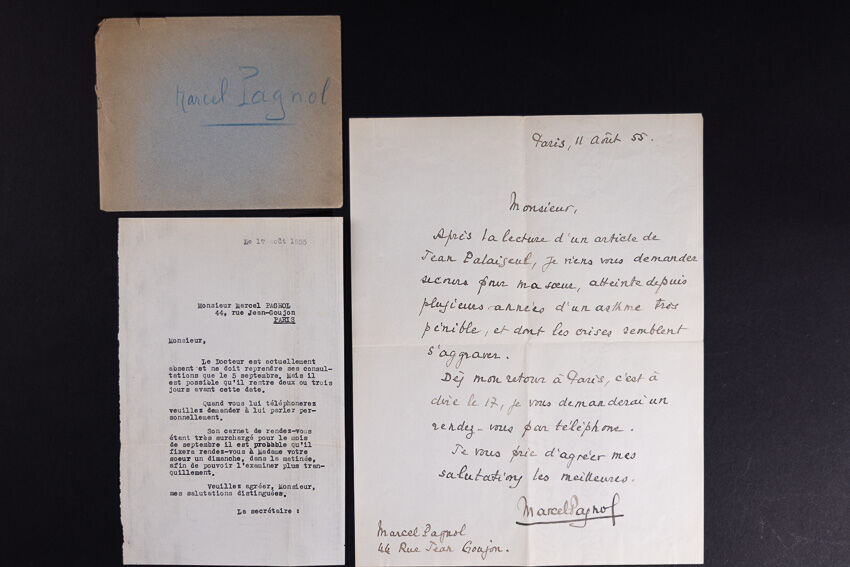 Marcel Pagnol
Le 17 août 1955
Monsieur Marcel PAGNOL
44, rue Jean-Goujon
PARIS
Monsieur,
Le Docteur est actuellement
absent et ne doit reprendre ses consul-
tations que le 5 septembre. Mais il
est possible qu'il rentre deux ou trois
jours avant cette date.
Quand vous lui téléphonerez
veuillez demander à lui parler per-
sonnellement.
Son carnet de rendez-vous
étant très surchargé pour le mois
de septembre il est probable qu'il
fixera rendez-vous à Madame votre
soeur un dimanche, dans la matinée,
afin de pouvoir l'examiner plus tran-
quillement.
Veuillez agréer, Monsieur,
mes salutations distinguées.
La secrétaire :
Paris, 11 Août 55.
Monsieur,
Après la lecture d'un article de
Jean Palaiseul, je viens vous demander
secours pour ma sœur, atteinte depuis
plusieurs années d'un asthme très
pénible, et dont les crises semblent
s'aggraver.
Dès mon retour à Paris, c'est à
dire le 17, je vous demanderai un
rendez-vous par téléphone.
Je vous prie d'agréer mes
salutations les meilleures.
Marcel Pagnol
Marcel Pagnol
44 Rue Jean Goujon.